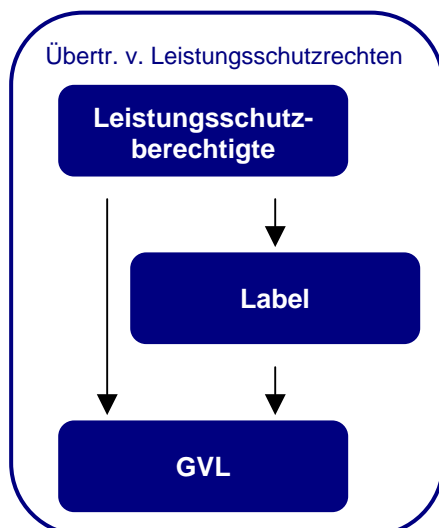 Übertr. v. Leistungsschutzrechten
Leistungsschutz-
berechtigte
Label
GVL